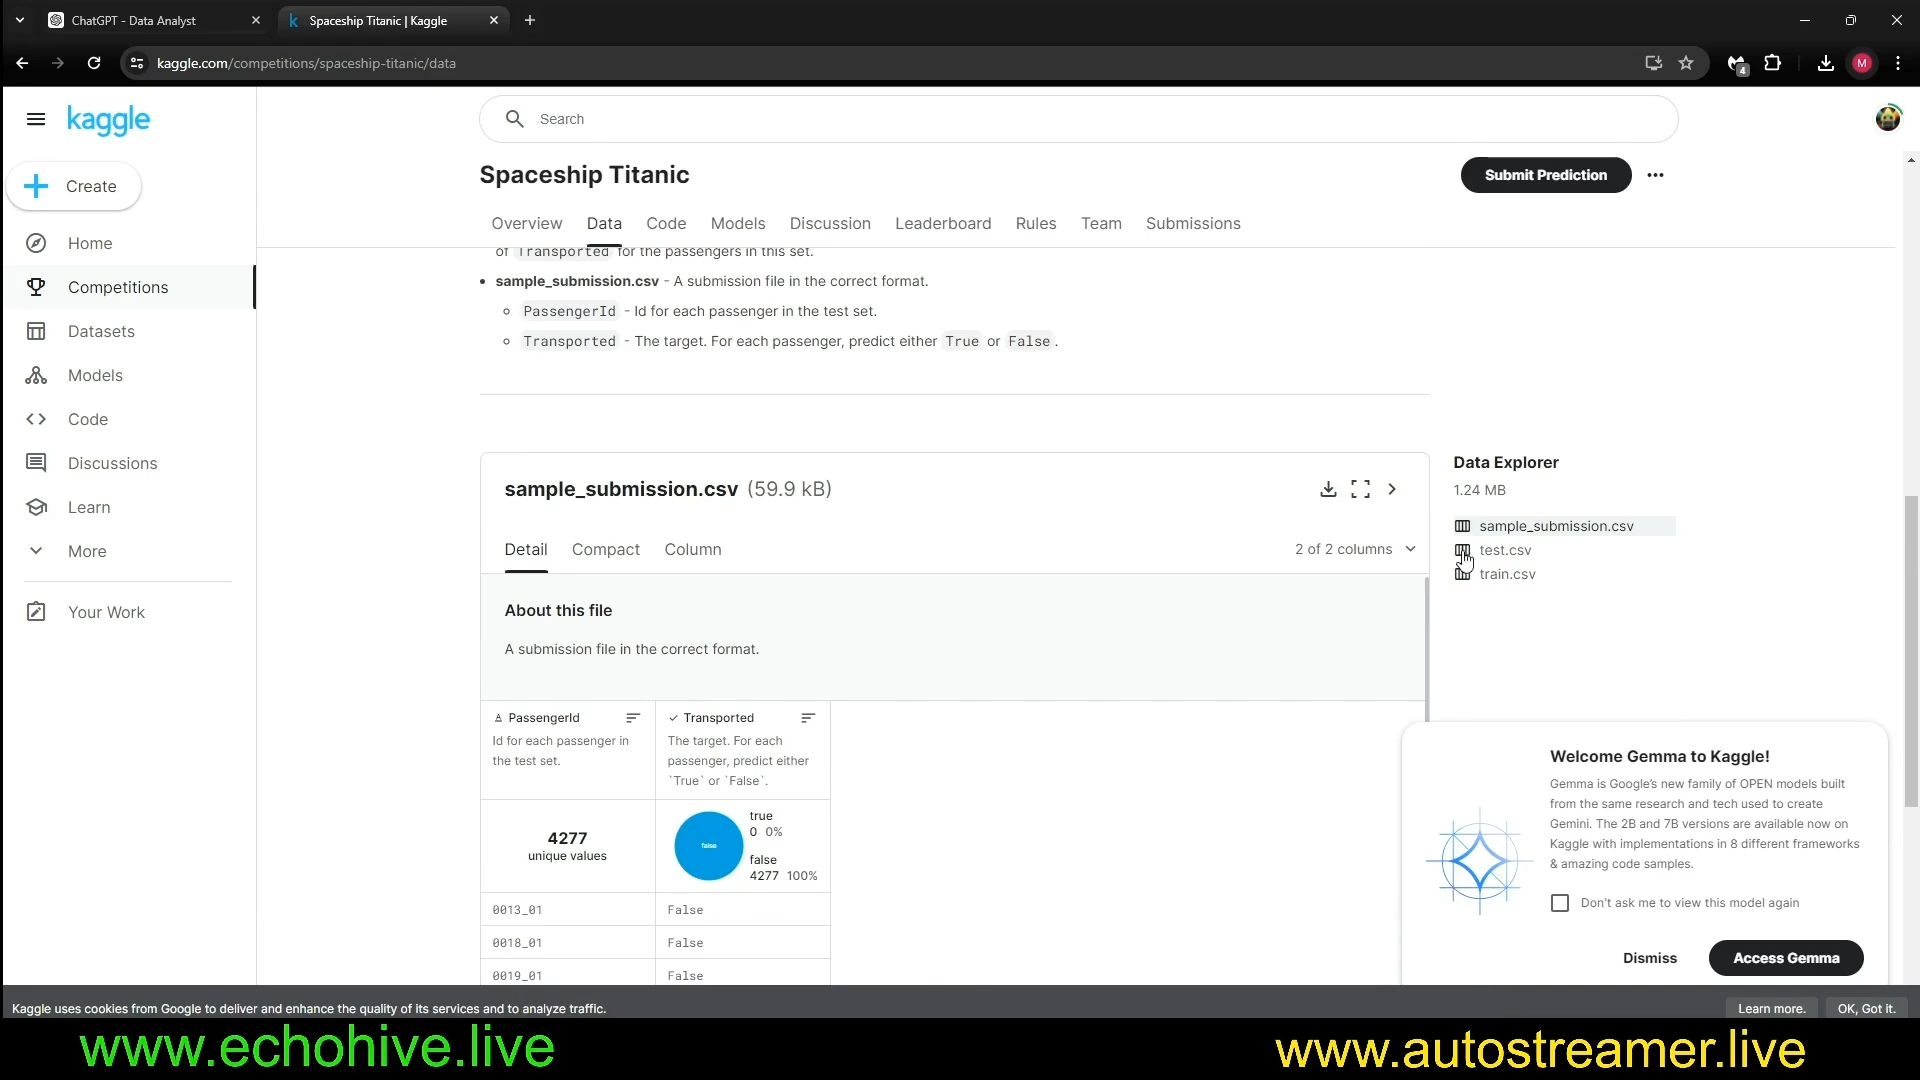 ChatGPT - Data Analyst
Spaceship Titanic | Kaggle
kaggle.com/competitions/spaceship-titanic/data
4
M
kaggle
Search
Create
Home
Competitions
Datasets
Models
Code
Discussions
Learn
More
Your Work
Spaceship Titanic
Submit Prediction
Overview Data Code Models Discussion Leaderboard Rules Team Submissions
of Transported for the passengers in this set.
• sample_submission.csv - A submission file in the correct format.
PassengerId - Id for each passenger in the test set.
Transported - The target. For each passenger, predict either True or False.
sample_submission.csv (59.9 kB)
Detail Compact Column
2 of 2 columns
About this file
A submission file in the correct format.
PassengerId
Id for each passenger in
the test set.
Transported
The target. For each
passenger, predict either
`True` or `False`.
4277
unique values
false
true
0 0%
false
4277 100%
0013_01 False
0018_01 False
0019_01 False
Data Explorer
1.24 MB
sample_submission.csv
test.csv
train.csv
Welcome Gemma to Kaggle!
Gemma is Google's new family of OPEN models built
from the same research and tech used to create
Gemini. The 2B and 7B versions are available now on
Kaggle with implementations in 8 different frameworks
& amazing code samples.
Don't ask me to view this model again
Dismiss
Access Gemma
Kaggle uses cookies from Google to deliver and enhance the quality of its services and to analyze traffic.
Learn more.
OK, Got it.
www.echohive.live
www.autostreamer.live